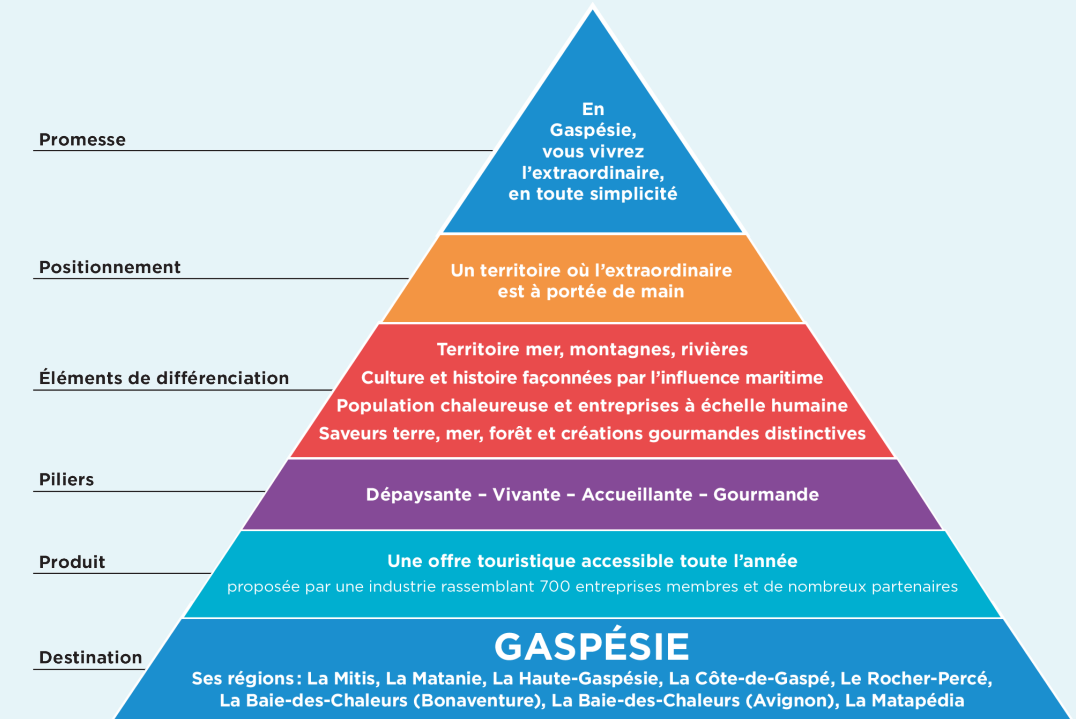 Promesse
En
Gaspésie,
vous vivrez
l’extraordinaire,
en toute simplicité
Positionnement
Un territoire où l’extraordinaire
est à portée de main
Éléments de différenciation
Territoire mer, montagnes, rivières
Culture et histoire façonnées par l’influence maritime
Population chaleureuse et entreprises à échelle humaine
Saveurs terre, mer, forêt et créations gourmandes distinctives
Piliers
Dépaysante – Vivante – Accueillante – Gourmande
Produit
Une offre touristique accessible toute l’année
proposée par une industrie rassemblant 700 entreprises membres et de nombreux partenaires
Destination
GASPÉSIE
Ses régions : La Mitis, La Matanie, La Haute-Gaspésie, La Côte-de-Gaspé, Le Rocher-Percé,
La Baie-des-Chaleurs (Bonaventure), La Baie-des-Chaleurs (Avignon), La Matapédia